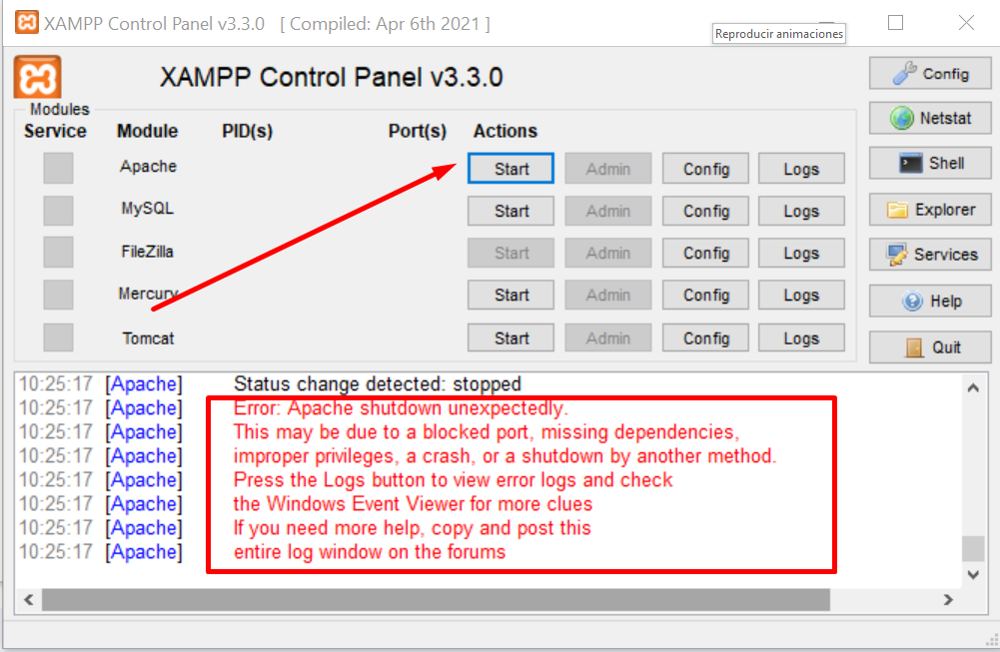 XAMPP Control Panel v3.3.0 [ Compiled: Apr 6th 2021 ]
Reproducir animaciones
XAMPP Control Panel v3.3.0
Config
Modules
Service Module PID(s) Port(s) Actions
Netstat
Apache Start Admin Config Logs
Shell
MySQL Start Admin Config Logs
Explorer
FileZilla Start Admin Config Logs
Services
Mercury Start Admin Config Logs
Help
Tomcat Start Admin Config Logs
Quit
10:25:17 [Apache] Status change detected: stopped
10:25:17 [Apache] Error: Apache shutdown unexpectedly.
10:25:17 [Apache] This may be due to a blocked port, missing dependencies,
10:25:17 [Apache] improper privileges, a crash, or a shutdown by another method.
10:25:17 [Apache] Press the Logs button to view error logs and check
10:25:17 [Apache] the Windows Event Viewer for more clues
10:25:17 [Apache] If you need more help, copy and post this
10:25:17 [Apache] entire log window on the forums